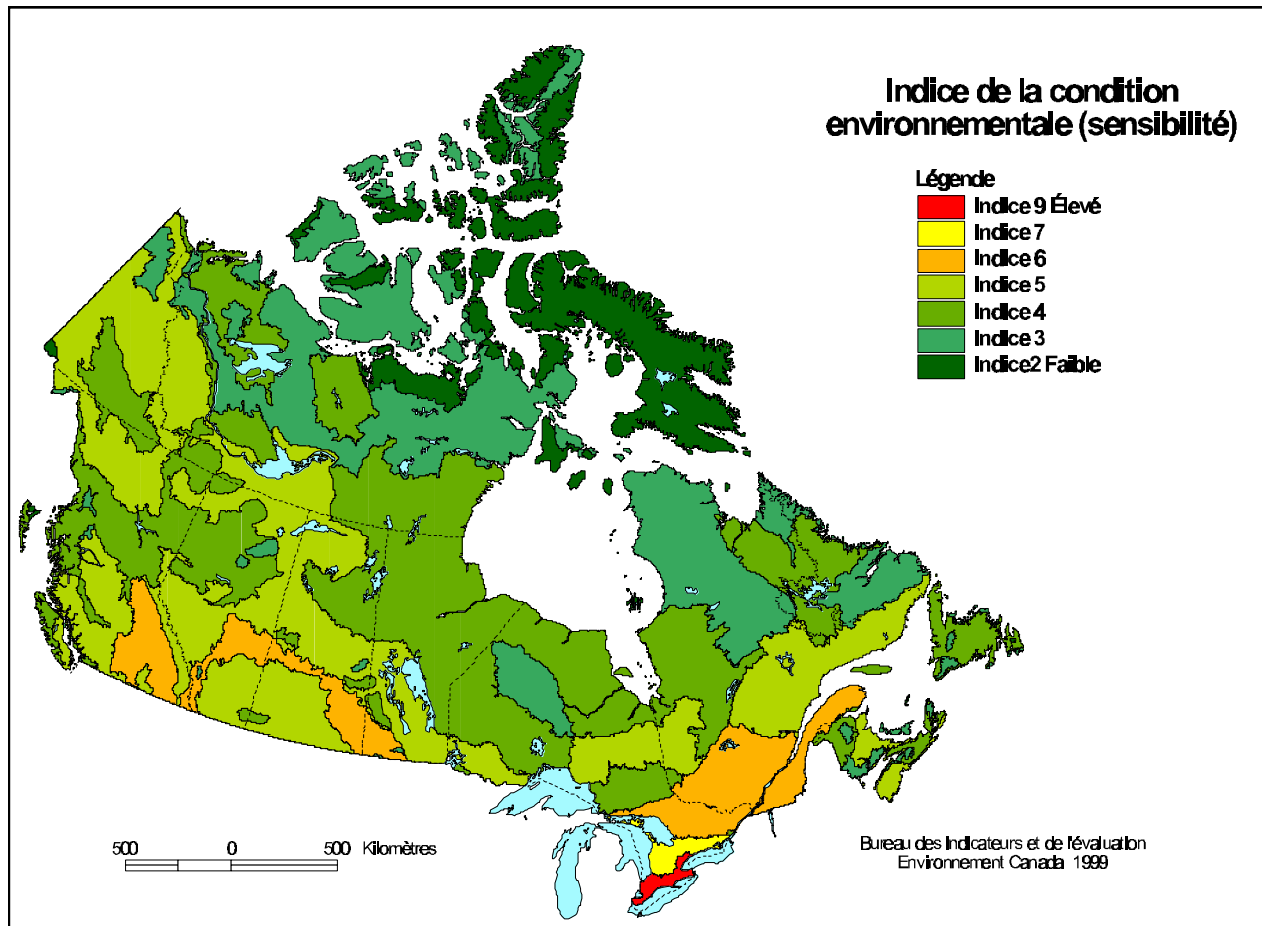 Indice de la condition
environnementale (sensibilité)
Légende
Indice 9 Élevé
Indice 7
Indice 6
Indice 5
Indice 4
Indice 3
Indice2 Faible
500 0 500 Kilomètres
Bureau des Indicateurs et de l'évaluation
Environnement Canada 1999